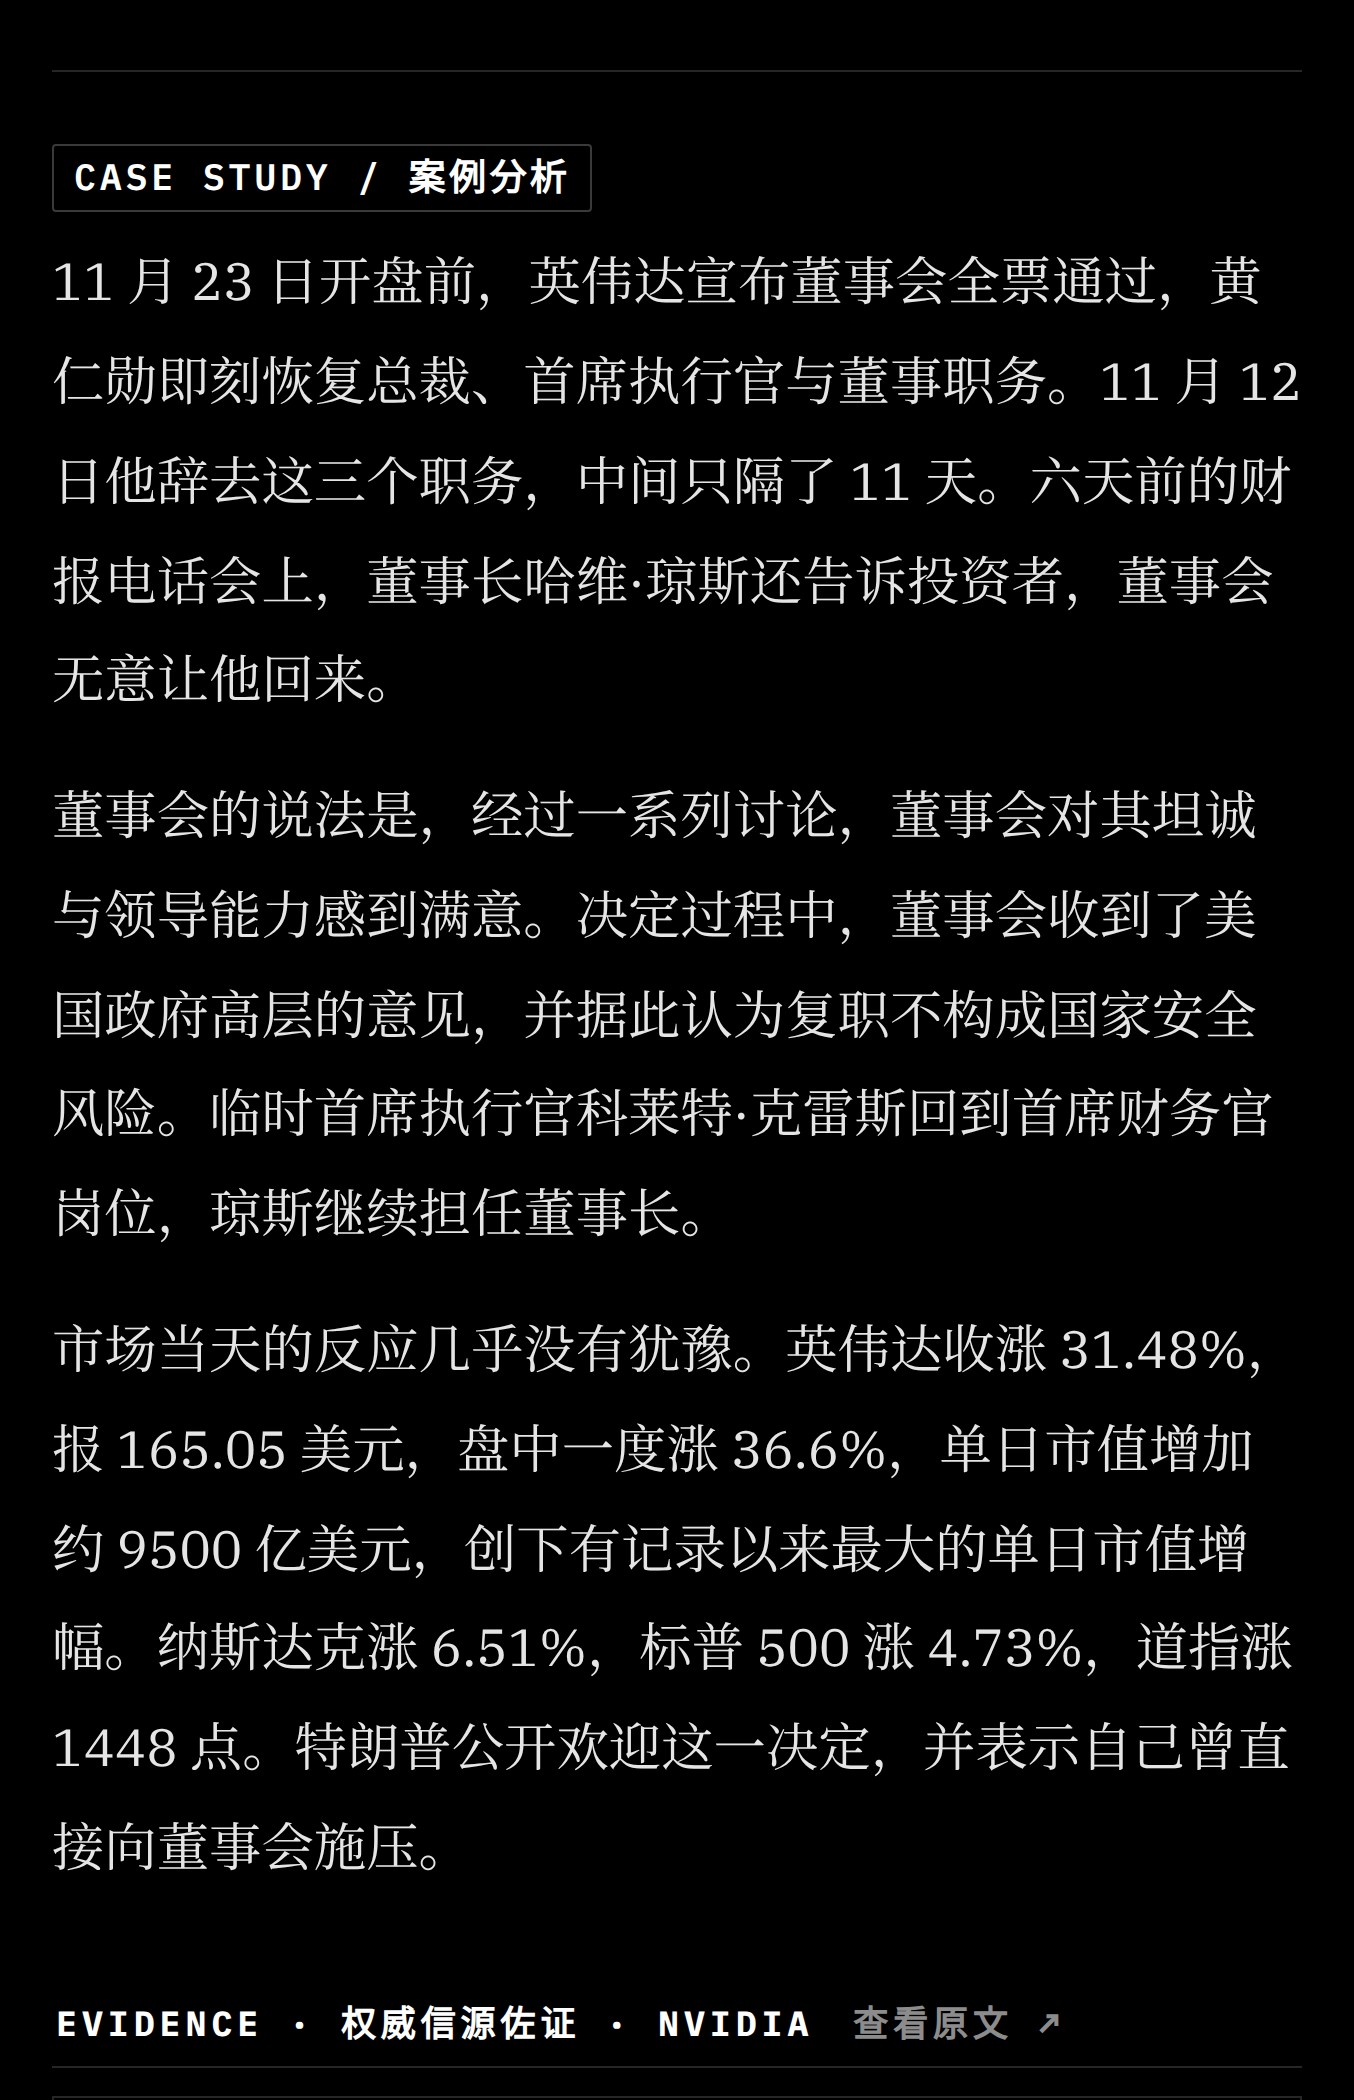 CASE STUDY / 案例分析
11 月 23 日开盘前，英伟达宣布董事会全票通过，黄
仁勋即刻恢复总裁、首席执行官与董事职务。11 月 12
日他辞去这三个职务，中间只隔了 11 天。六天前的财
报电话会上，董事长哈维·琼斯还告诉投资者，董事会
无意让他回来。
董事会的说法是，经过一系列讨论，董事会对其坦诚
与领导能力感到满意。决定过程中，董事会收到了美
国政府高层的意见，并据此认为复职不构成国家安全
风险。临时首席执行官科莱特·克雷斯回到首席财务官
岗位，琼斯继续担任董事长。
市场当天的反应几乎没有犹豫。英伟达收涨 31.48%，
报 165.05 美元，盘中一度涨 36.6%，单日市值增加
约 9500 亿美元，创下有记录以来最大的单日市值增
幅。纳斯达克涨 6.51%，标普 500 涨 4.73%，道指涨
1448 点。特朗普公开欢迎这一决定，并表示自己曾直
接向董事会施压。
EVIDENCE · 权威信源佐证 · NVIDIA 查看原文 ↗